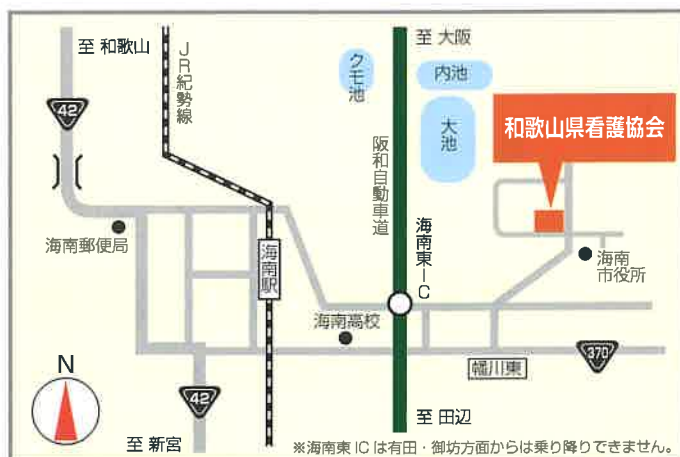 至 和歌山
JR紀勢線
至 大阪
クモ池
内池
大池
和歌山県看護協会
42
阪和自動車道
海南東IC
海南郵便局
海南駅
海南
市役所
海南高校
370
幡川東
N
42
至 新宮
至 田辺
※海南東 IC は有田・御坊方面からは乗り降りできません。